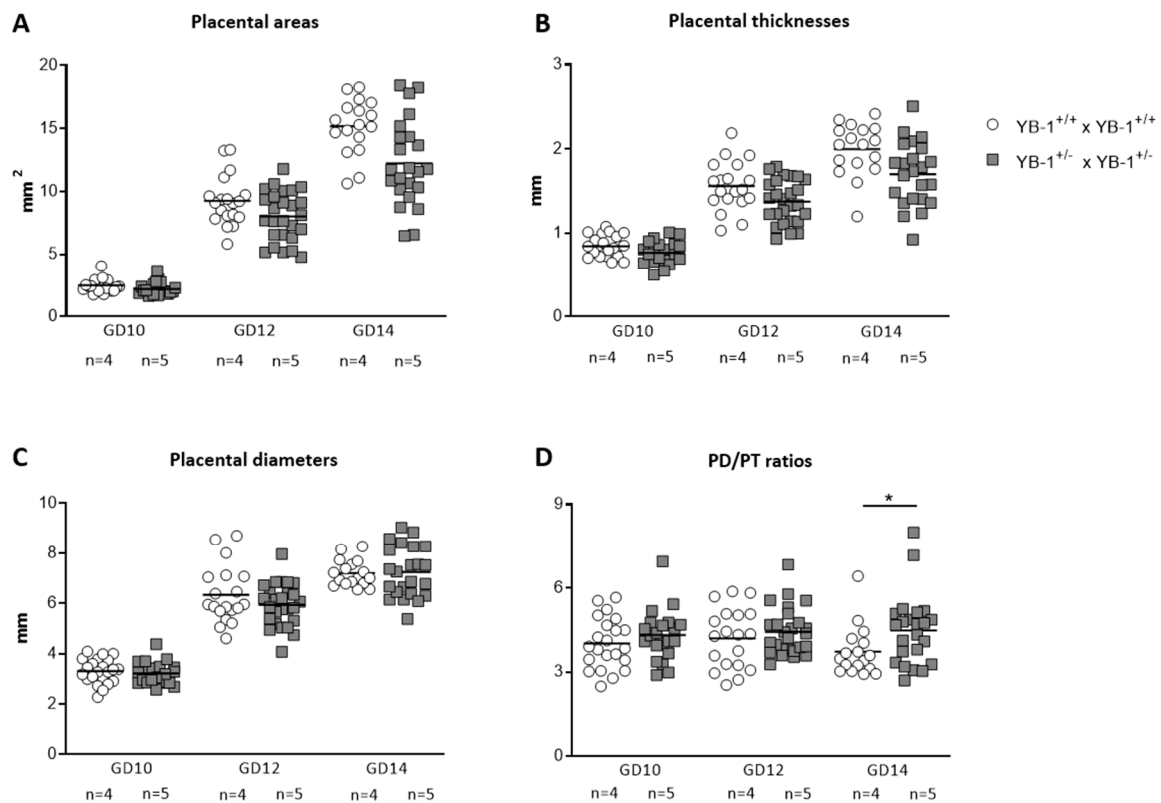 A
Placental areas
20
15
10
5
0
mm²
GD10 GD12 GD14
n=4 n=5 n=4 n=5 n=4 n=5
B
Placental thicknesses
3
2
1
0
mm
GD10 GD12 GD14
n=4 n=5 n=4 n=5 n=4 n=5
YB-1+/+ x YB-1+/+
YB-1+/- x YB-1+/-
C
Placental diameters
10
8
6
4
2
0
mm
GD10 GD12 GD14
n=4 n=5 n=4 n=5 n=4 n=5
D
PD/PT ratios
9
6
3
0
*
GD10 GD12 GD14
n=4 n=5 n=4 n=5 n=4 n=5